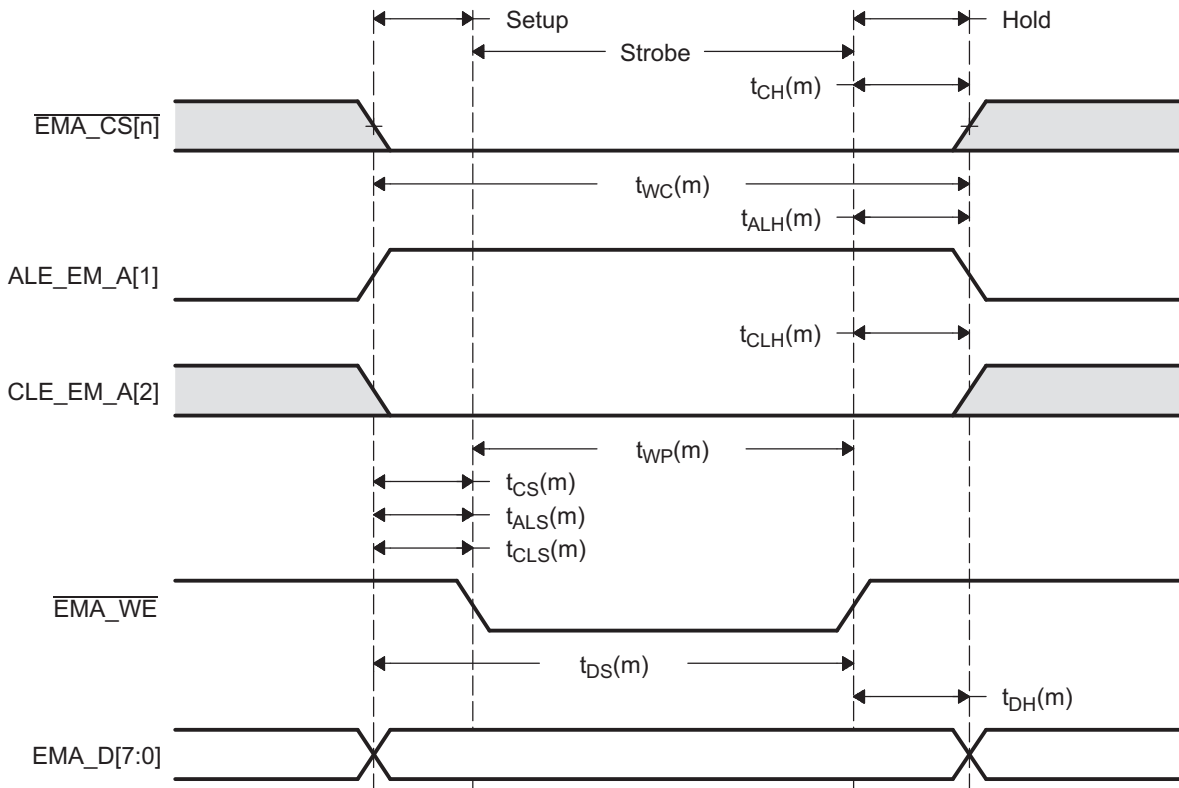 Setup
Hold
Strobe
tCH(m)
EMA_CS[n]
tWC(m)
tALH(m)
ALE_EM_A[1]
tCLH(m)
CLE_EM_A[2]
tWP(m)
tCS(m)
tALS(m)
tCLS(m)
EMA_WE
tDS(m)
tDH(m)
EMA_D[7:0]